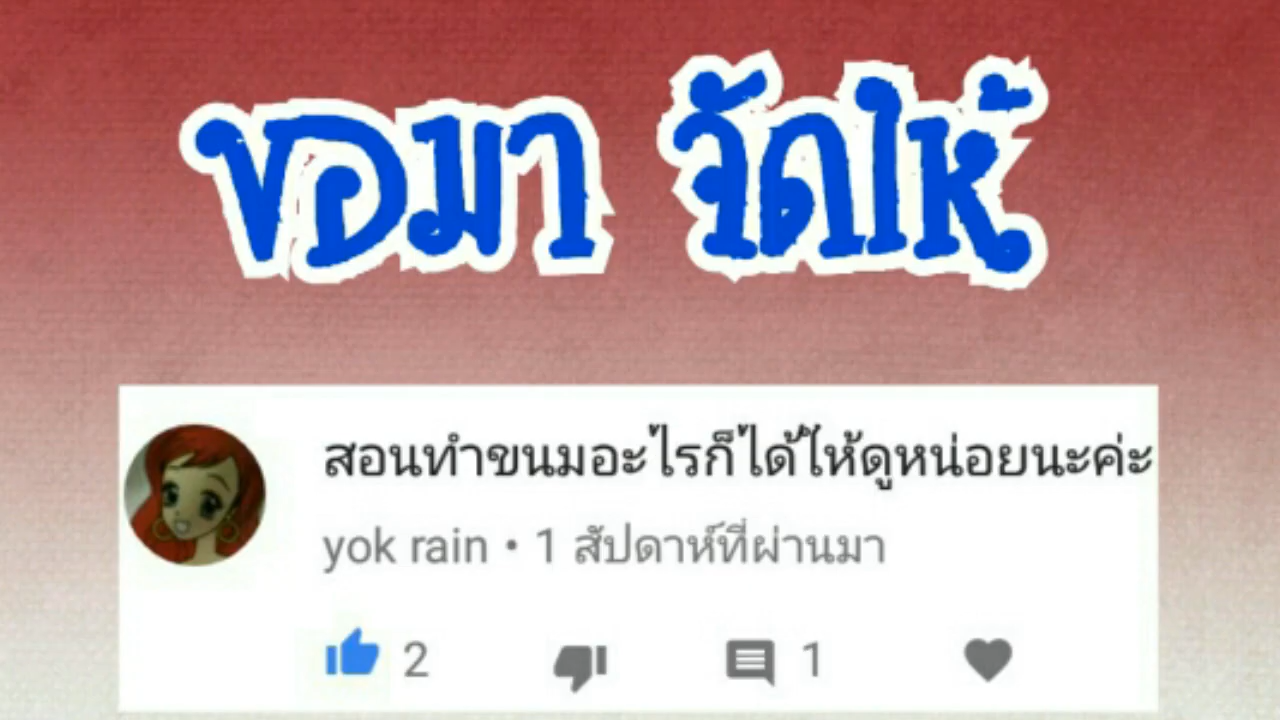 ขอมา จัดให้
สอนทำขนมอะไรก็ได้ให้ดูหน่อยนะค่ะ
yok rain • 1 สัปดาห์ที่ผ่านมา
2 1